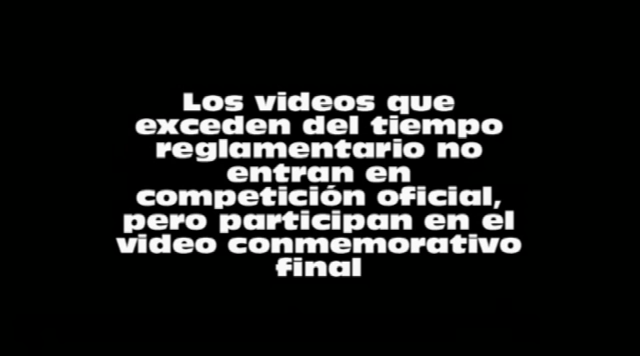 Los videos que
exceden del tiempo
reglamentario no
entran en
competición oficial,
pero participan en el
video conmemorativo
final